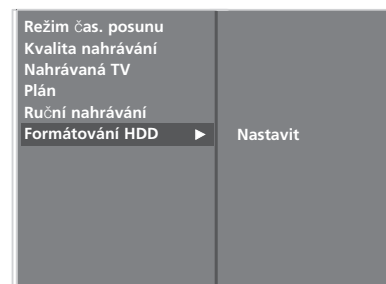 Režim čas. posunu
Kvalita nahrávání
Nahrávaná TV
Plán
Ruční nahrávání
Formátování HDD ► Nastavit